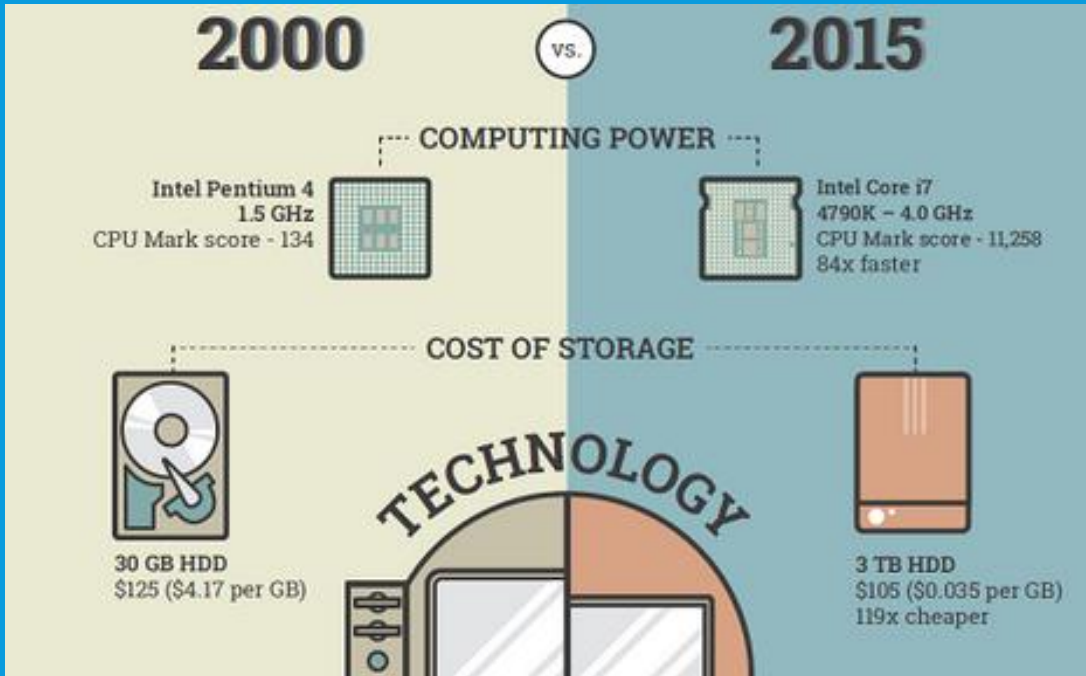 2000
vs.
2015
COMPUTING POWER
Intel Pentium 4
1.5 GHz
CPU Mark score - 134
Intel Core i7
4790K – 4.0 GHz
CPU Mark score - 11,258
84x faster
COST OF STORAGE
30 GB HDD
$125 ($4.17 per GB)
3 TB HDD
$105 ($0.035 per GB)
119x cheaper
TECHNOLOGY